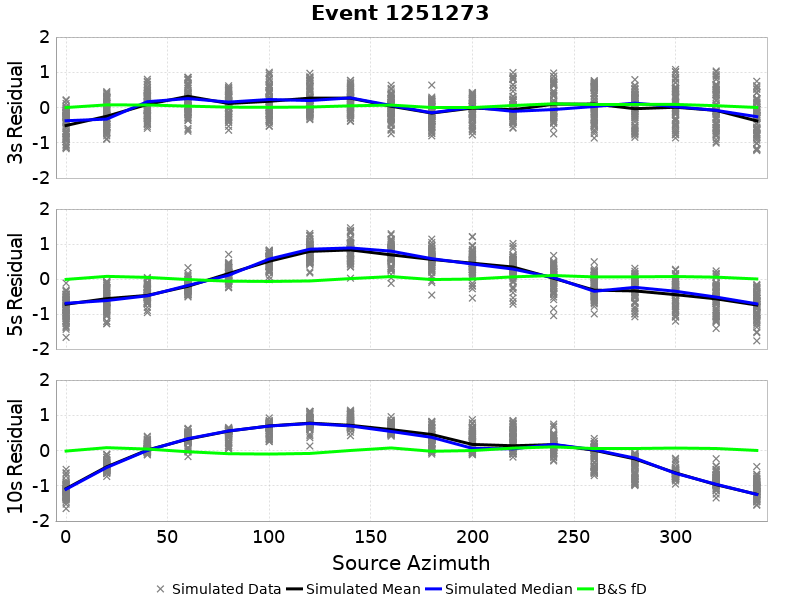 Event 1251273
3s Residual
2
1
0
-1
-2
5s Residual
2
1
0
-1
-2
10s Residual
2
1
0
-1
-2
0 50 100 150 200 250 300
Source Azimuth
Simulated Data Simulated Mean Simulated Median B&S fD